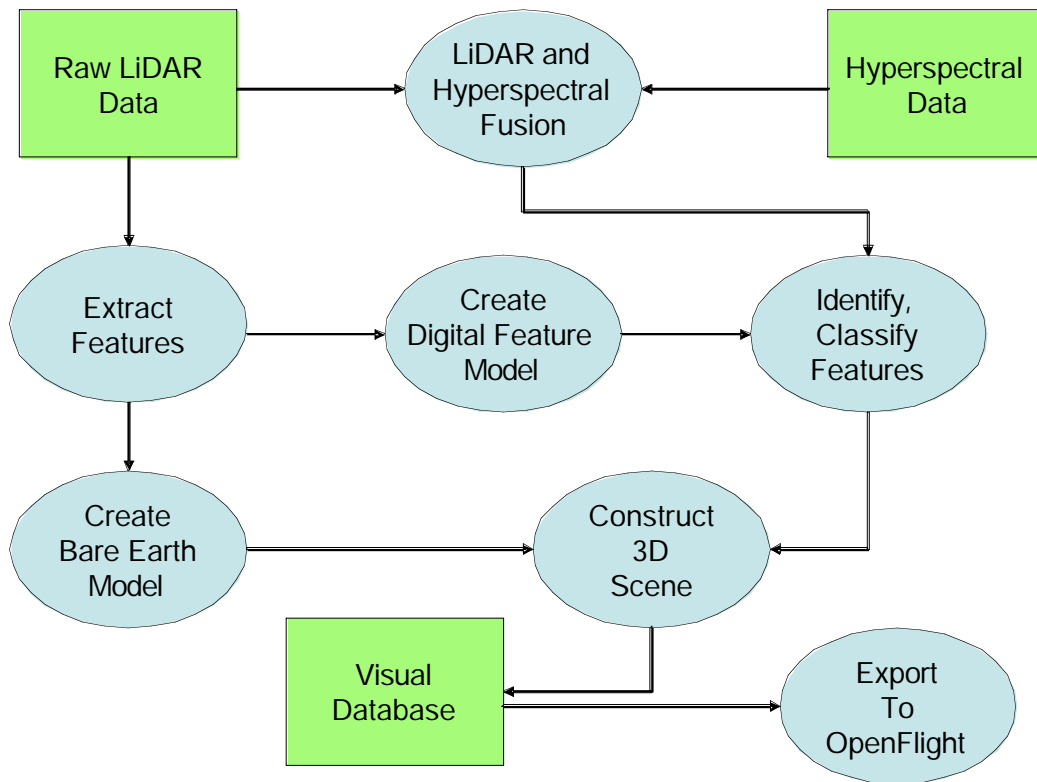 Raw LiDAR
Data
LiDAR and
Hyperspectral
Fusion
Hyperspectral
Data
Extract
Features
Create
Digital Feature
Model
Identify,
Classify
Features
Create
Bare Earth
Model
Construct
3D
Scene
Visual
Database
Export
To
OpenFlight